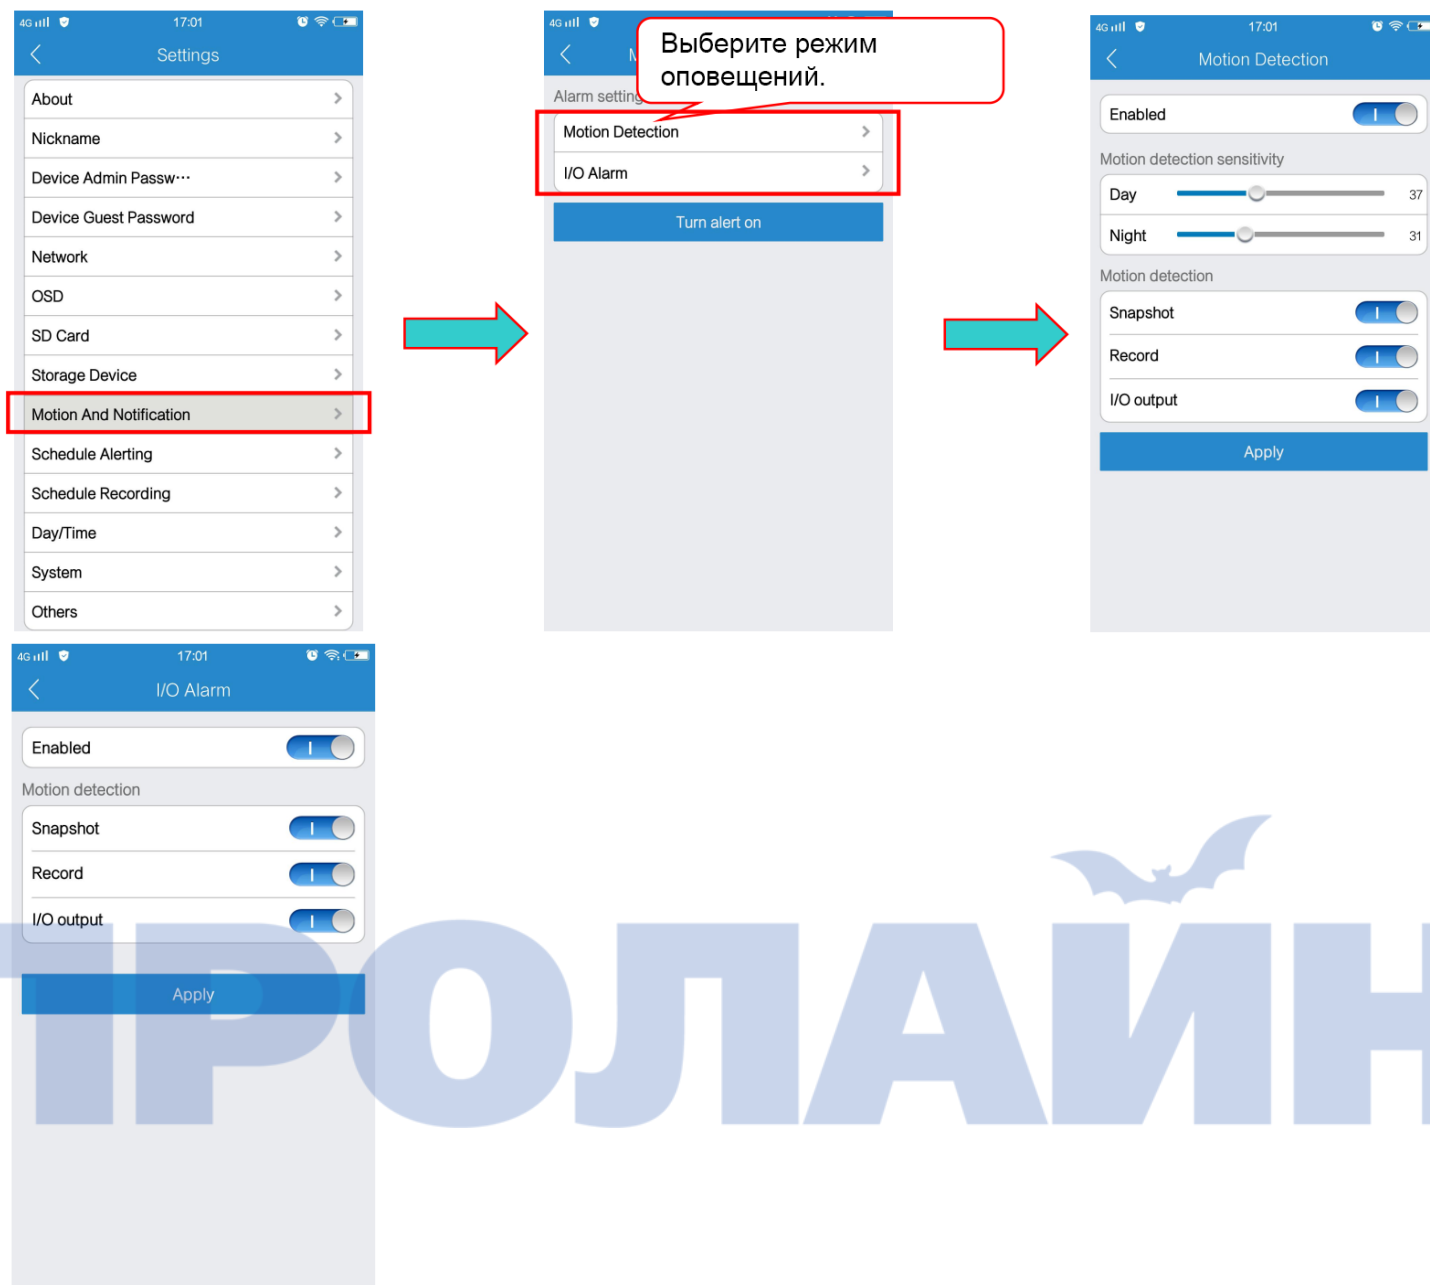 4G 17:01
Settings
About
Nickname
Device Admin Passw···
Device Guest Password
Network
OSD
SD Card
Storage Device
Motion And Notification
Schedule Alerting
Schedule Recording
Day/Time
System
Others
4G
M
Выберите режим
оповещений.
Alarm setting
Motion Detection
I/O Alarm
Turn alert on
4G 17:01
Motion Detection
Enabled
Motion detection sensitivity
Day 37
Night 31
Motion detection
Snapshot
Record
I/O output
Apply
4G 17:01
I/O Alarm
Enabled
Motion detection
Snapshot
Record
I/O output
Apply
ПРОЛАЙН